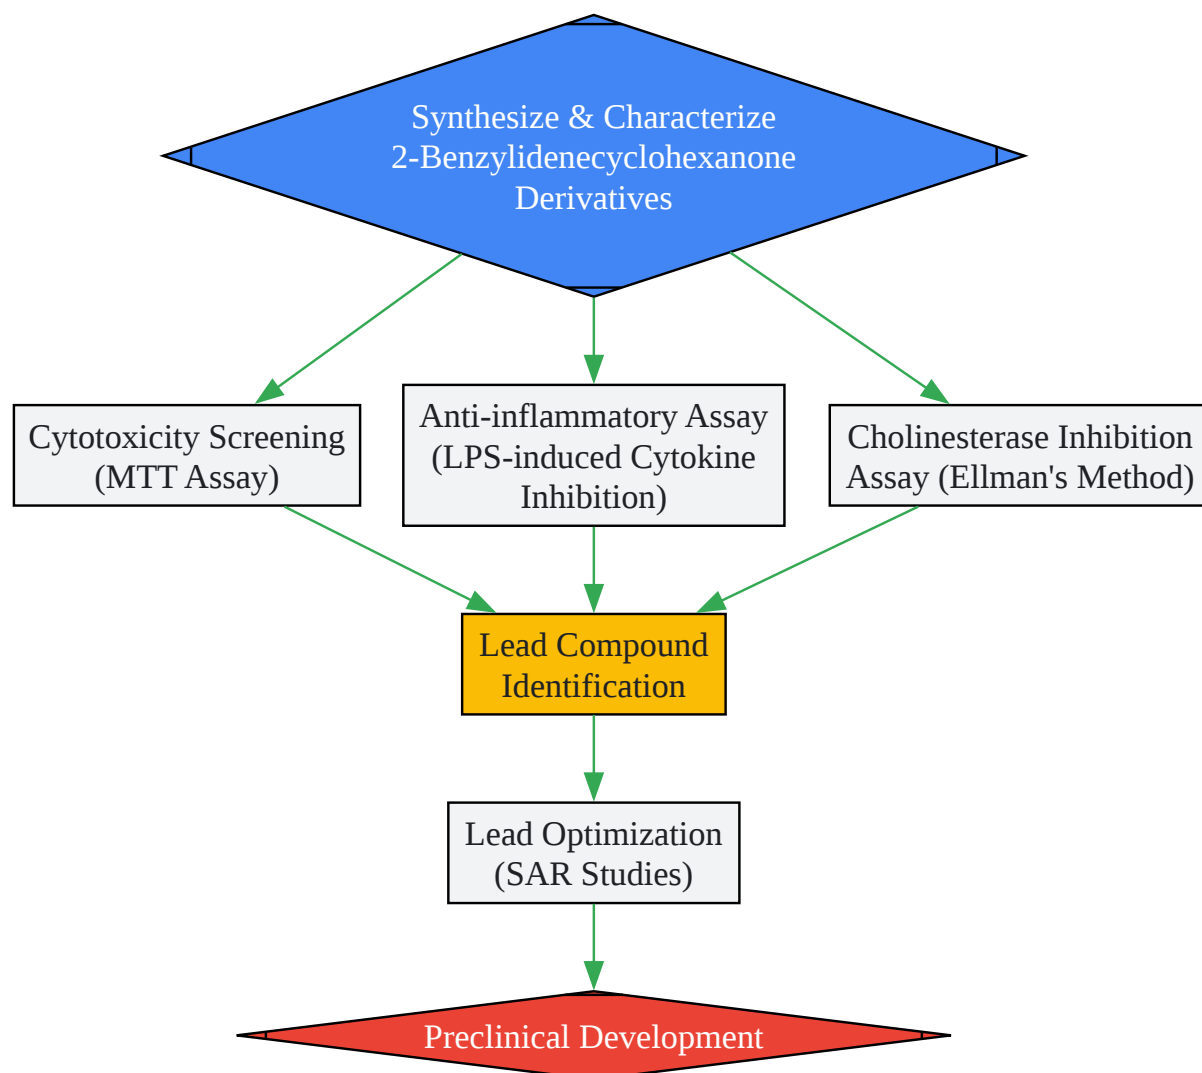 Synthesize & Characterize
2-Benzylidenecyclohexanone
Derivatives
Cytotoxicity Screening
(MTT Assay)
Anti-inflammatory Assay
(LPS-induced Cytokine
Inhibition)
Cholinesterase Inhibition
Assay (Ellman's Method)
Lead Compound
Identification
Lead Optimization
(SAR Studies)
Preclinical Development